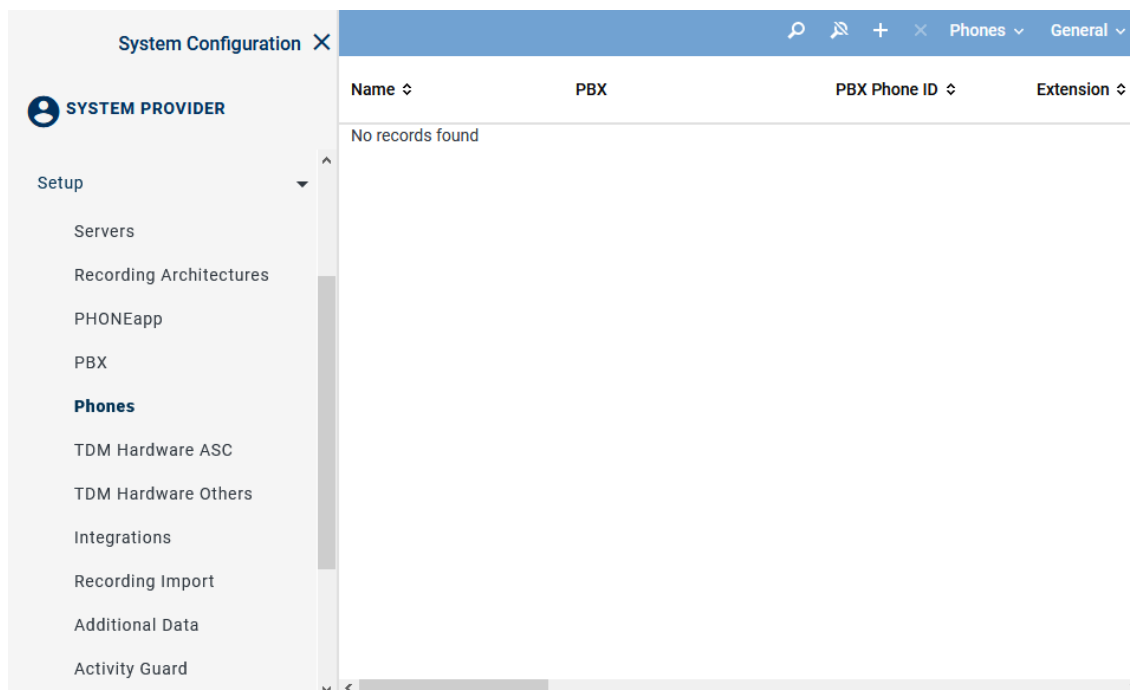 System Configuration
SYSTEM PROVIDER
Setup
Servers
Recording Architectures
PHONEapp
PBX
Phones
TDM Hardware ASC
TDM Hardware Others
Integrations
Recording Import
Additional Data
Activity Guard
Phones General
Name PBX PBX Phone ID Extension
No records found